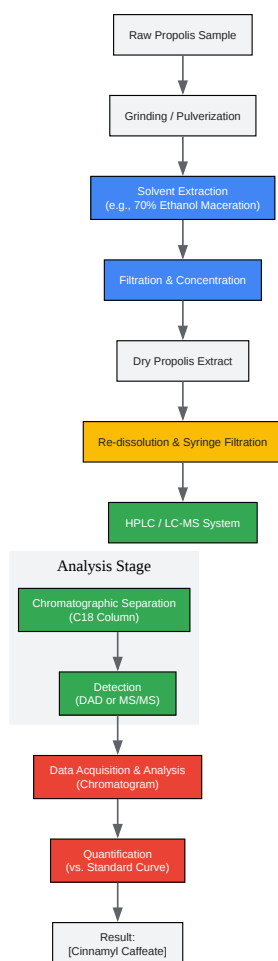 Raw Propolis Sample
Grinding / Pulverization
Solvent Extraction
(e.g., 70% Ethanol Maceration)
Filtration & Concentration
Dry Propolis Extract
Re-dissolution & Syringe Filtration
HPLC / LC-MS System
Analysis Stage
Chromatographic Separation
(C18 Column)
Detection
(DAD or MS/MS)
Data Acquisition & Analysis
(Chromatogram)
Quantification
(vs. Standard Curve)
Result:
[Cinnamyl Caffeate]